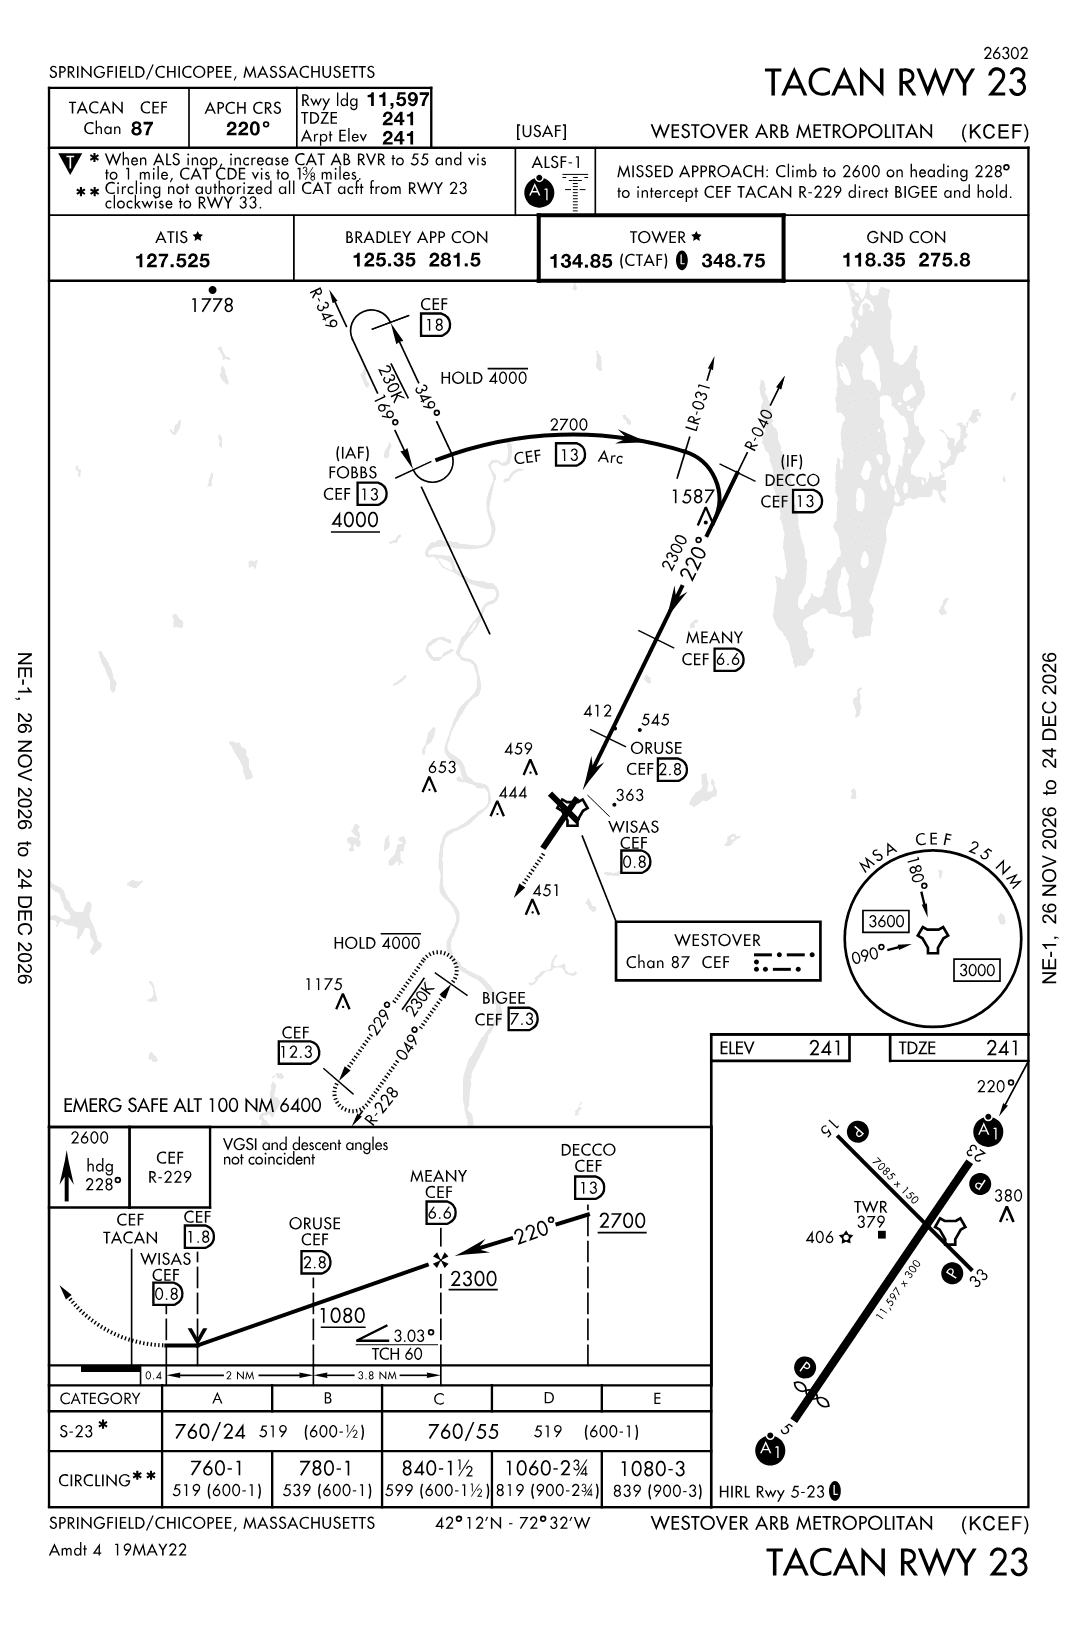 26302
SPRINGFIELD/CHICOPEE, MASSACHUSETTS
TACAN RWY 23
TACAN CEF
Chan 87
APCH CRS
220°
Rwy ldg 11,597
TDZE 241
Arpt Elev 241
[USAF]
WESTOVER ARB METROPOLITAN (KCEF)
T
* When ALS inop, increase CAT AB RVR to 55 and vis
to 1 mile, CAT CDE vis to 1⅜ miles.
** Circling not authorized all CAT acft from RWY 23
clockwise to RWY 33.
ALSF-1
A1
MISSED APPROACH: Climb to 2600 on heading 228°
to intercept CEF TACAN R-229 direct BIGEE and hold.
ATIS ★
127.525
BRADLEY APP CON
125.35 281.5
TOWER ★
134.85 (CTAF) L 348.75
GND CON
118.35 275.8
1778
R-349
CEF
18
HOLD 4000
230K
169°
349°
2700
CEF 13 Arc
LR-031
R-040
(IAF)
FOBBS
CEF 13
4000
(IF)
DECCO
CEF 13
1587
2300
220°
MEANY
CEF 6.6
412
545
ORUSE
CEF 2.8
459
653
444
363
WISAS
CEF
0.8
451
MSA CEF 25 NM
180°
3600
090°
3000
WESTOVER
Chan 87 CEF
HOLD 4000
1175
229°
230K
049°
BIGEE
CEF 7.3
CEF
12.3
R-228
EMERG SAFE ALT 100 NM 6400
ELEV 241
TDZE 241
220°
A1
15
P
23
P
7085 x 150
380
TWR
379
406
P
33
11,597 x 300
P
5
A1
HIRL Rwy 5-23 L
2600
hdg
228°
CEF
R-229
VGSI and descent angles
not coincident
DECCO
CEF
13
MEANY
CEF
6.6
CEF
TACAN
CEF
1.8
ORUSE
CEF
2.8
WISAS
CEF
0.8
220°
2700
2300
1080
3.03°
TCH 60
0.4
2 NM
3.8 NM
CATEGORY A B C D E
S-23 * 760/24 519 (600-½) 760/55 519 (600-1)
CIRCLING** 760-1 780-1 840-1½ 1060-2¾ 1080-3
519 (600-1) 539 (600-1) 599 (600-1½) 819 (900-2¾) 839 (900-3)
SPRINGFIELD/CHICOPEE, MASSACHUSETTS
42°12'N - 72°32'W
WESTOVER ARB METROPOLITAN (KCEF)
Amdt 4 19MAY22
TACAN RWY 23
NE-1, 26 NOV 2026 to 24 DEC 2026
NE-1, 26 NOV 2026 to 24 DEC 2026